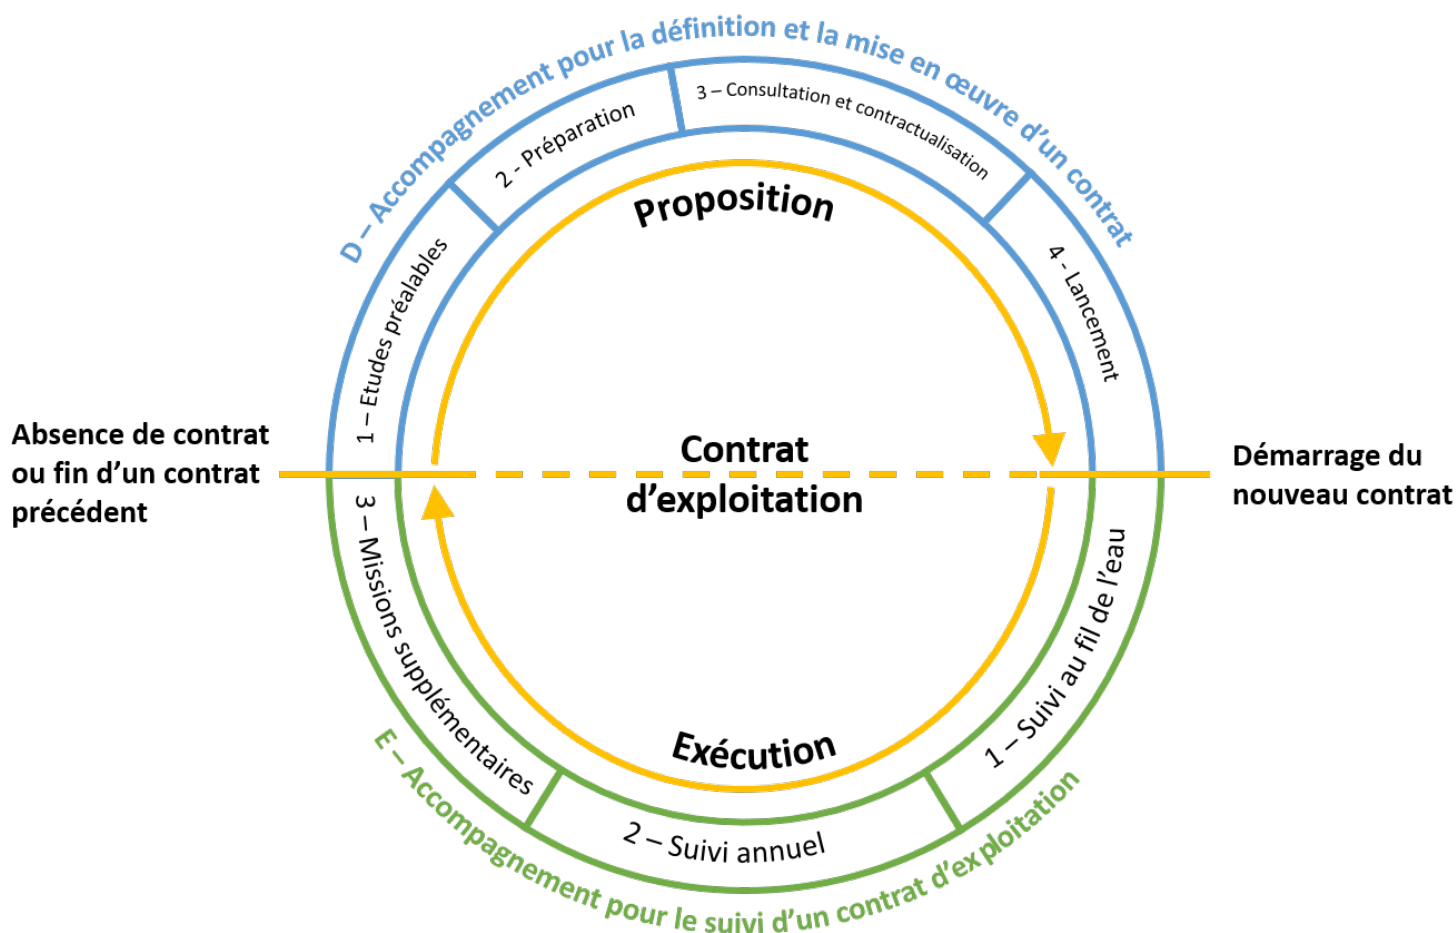 D – Accompagnement pour la définition et la mise en œuvre d’un contrat
1 – Etudes préalables
2 - Préparation
3 – Consultation et contractualisation
4 - Lancement
Proposition
Absence de contrat
ou fin d’un contrat
précédent
Contrat
d’exploitation
Démarrage du
nouveau contrat
Exécution
1 – Suivi au fil de l’eau
2 – Suivi annuel
3 – Missions supplémentaires
E – Accompagnement pour le suivi d’un contrat d’exploitation